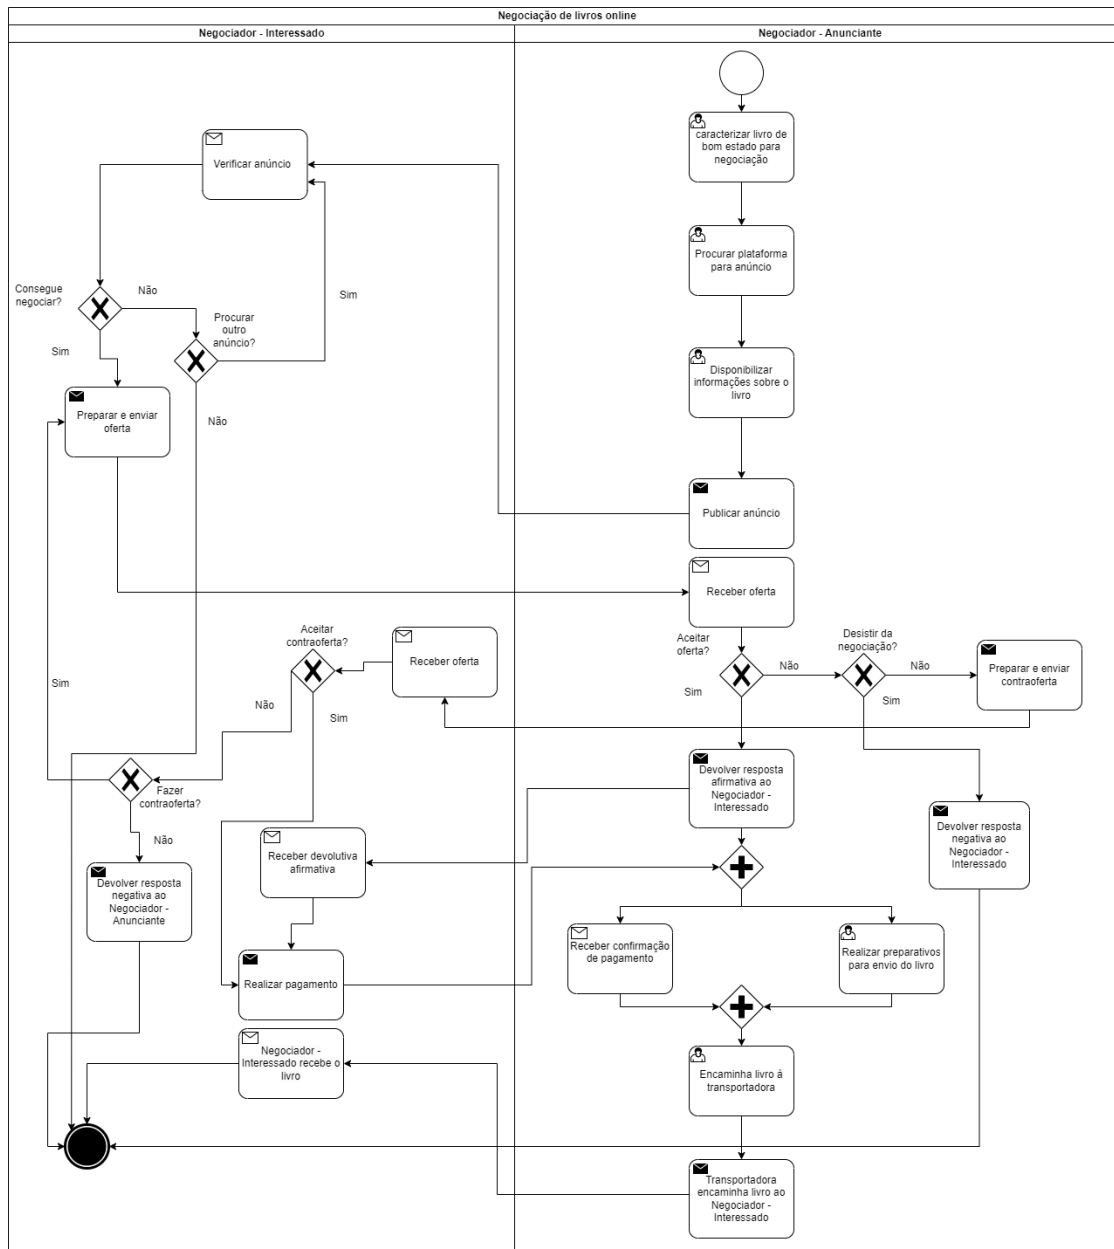 Negociação de livros online
Negociador - Interessado
Negociador - Anunciante
caracterizar livro de
bom estado para
negociação
Verificar anúncio
Procurar plataforma
para anúncio
Consegue
negociar?
Não
Sim
Procurar
outro
anúncio?
Sim
Disponibilizar
informações sobre o
livro
Preparar e enviar
oferta
Não
Publicar anúncio
Receber oferta
Aceitar
contraoferta?
Receber oferta
Aceitar
oferta?
Desistir da
negociação?
Não
Não
Preparar e enviar
contraoferta
Sim
Sim
Sim
Não
Sim
Fazer
contraoferta?
Não
Devolver resposta
afirmativa ao
Negociador -
Interessado
Devolver resposta
negativa ao
Negociador -
Interessado
Receber devolutiva
afirmativa
Devolver resposta
negativa ao
Negociador -
Anunciante
Receber confirmação
de pagamento
Realizar preparativos
para envio do livro
Realizar pagamento
Negociador -
Interessado recebe o
livro
Encaminha livro á
transportadora
Transportadora
encaminha livro ao
Negociador -
Interessado